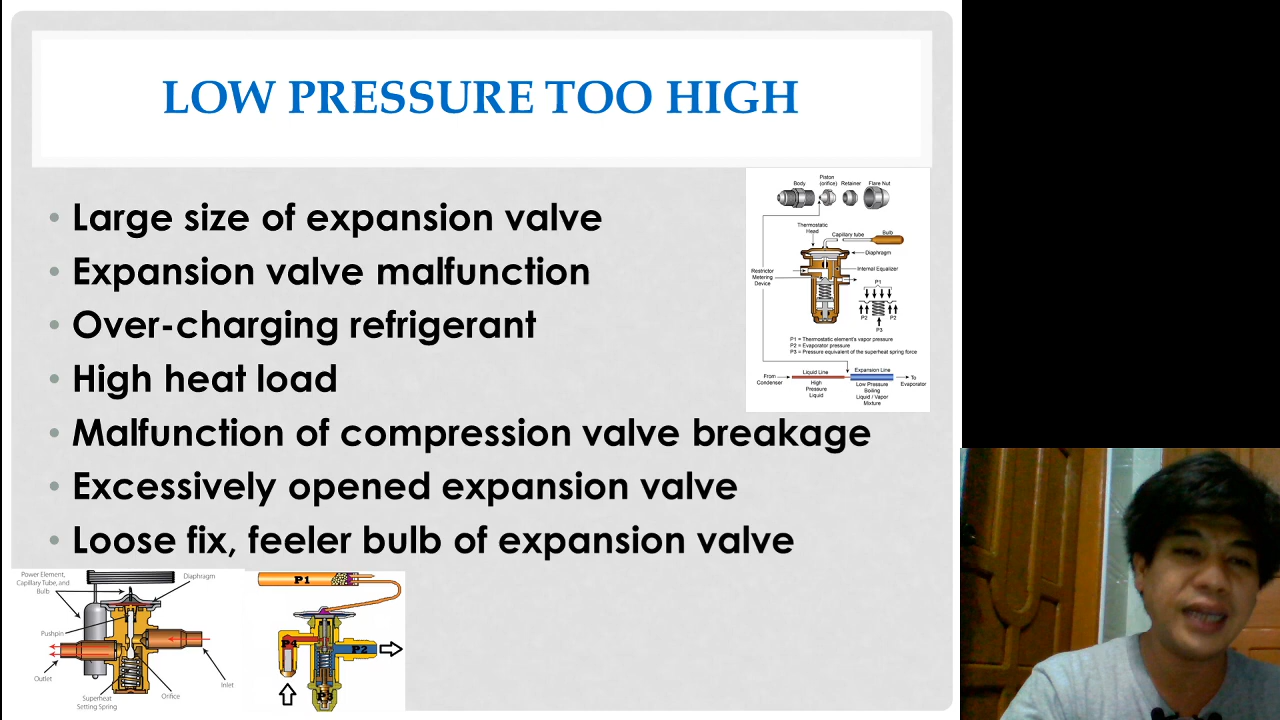 LOW PRESSURE TOO HIGH
• Large size of expansion valve
• Expansion valve malfunction
• Over-charging refrigerant
• High heat load
• Malfunction of compression valve breakage
• Excessively opened expansion valve
• Loose fix, feeler bulb of expansion valve
Body
Piston
(orifice)
Retainer
Flare Nut
Thermostatic
Head
Capillary tube
Bulb
Diaphragm
Restrictor
Metering
Device
Internal Equalizer
P1
P2
P2
P3
P1 = Thermostatic element's vapor pressure
P2 = Evaporator pressure
P3 = Pressure equivalent of the superheat spring force
From
Condenser
Liquid Line
High
Pressure
Liquid
Expansion Line
Low Pressure
Boiling
Liquid / Vapor
Mixture
To
Evaporator
Power Element,
Capillary Tube, and
Bulb
Diaphragm
Pushpin
Outlet
Superheat
Setting Spring
Orifice
Inlet
P1
P4
P2
P3